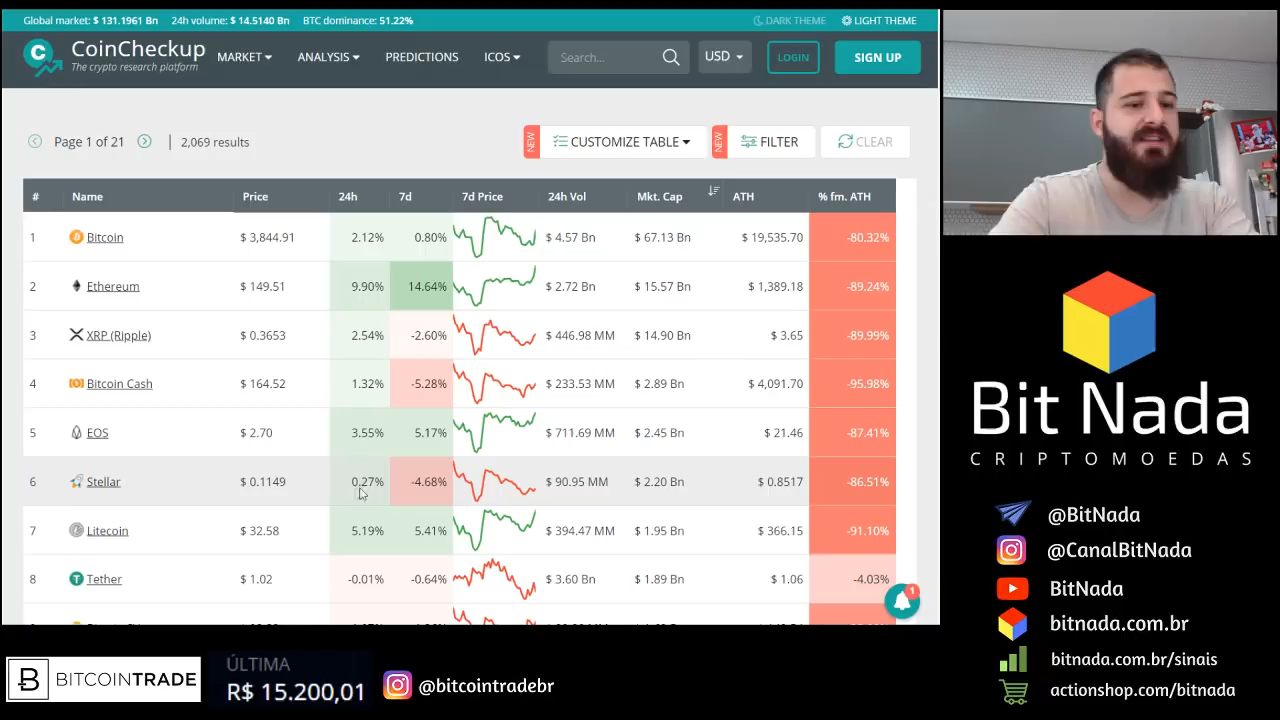 Global market: $ 131.1961 Bn 24h volume: $ 14.5140 Bn BTC dominance: 51.22% DARK THEME LIGHT THEME
CoinCheckup
The crypto research platform
MARKET ANALYSIS PREDICTIONS ICOS Search... USD LOGIN SIGN UP
Page 1 of 21 2,069 results NEW CUSTOMIZE TABLE NEW FILTER CLEAR
# Name Price 24h 7d 7d Price 24h Vol Mkt. Cap ATH % fm. ATH
1 Bitcoin $ 3,844.91 2.12% 0.80% $ 4.57 Bn $ 67.13 Bn $ 19,535.70 -80.32%
2 Ethereum $ 149.51 9.90% 14.64% $ 2.72 Bn $ 15.57 Bn $ 1,389.18 -89.24%
3 XRP (Ripple) $ 0.3653 2.54% -2.60% $ 446.98 MM $ 14.90 Bn $ 3.65 -89.99%
4 Bitcoin Cash $ 164.52 1.32% -5.28% $ 233.53 MM $ 2.89 Bn $ 4,091.70 -95.98%
5 EOS $ 2.70 3.55% 5.17% $ 711.69 MM $ 2.45 Bn $ 21.46 -87.41%
6 Stellar $ 0.1149 0.27% -4.68% $ 90.95 MM $ 2.20 Bn $ 0.8517 -86.51%
7 Litecoin $ 32.58 5.19% 5.41% $ 394.47 MM $ 1.95 Bn $ 366.15 -91.10%
8 Tether $ 1.02 -0.01% -0.64% $ 3.60 Bn $ 1.89 Bn $ 1.06 -4.03%
1
Bit Nada
CRIPTOMOEDAS
@BitNada
@CanalBitNada
BitNada
bitnada.com.br
bitnada.com.br/sinais
actionshop.com/bitnada
B BITCOINTRADE
ÚLTIMA
R$ 15.200,01
@bitcointradebr